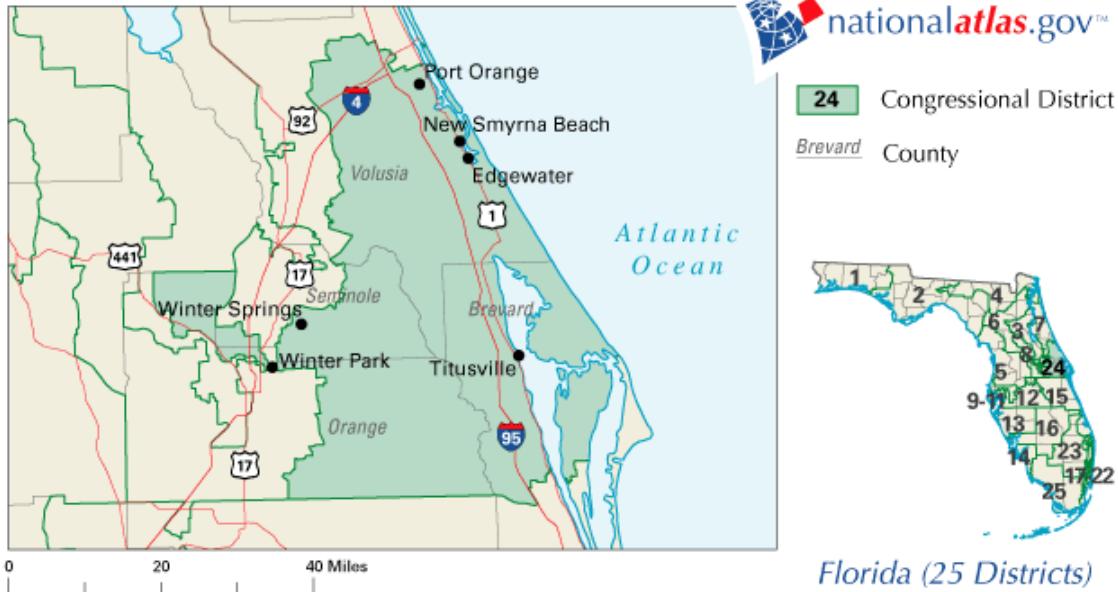 nationalatlas.gov™
Port Orange
4
92
New Smyrna Beach
Edgewater
Volusia
1
441
Atlantic
Ocean
17
Seminole
Winter Springs
Brevard
Winter Park
Titusville
Orange
95
17
0 20 40 Miles
24 Congressional District
Brevard County
1
2
4
6
3
7
8
5
24
9-11
12
15
13
16
14
23
17
22
25
Florida (25 Districts)